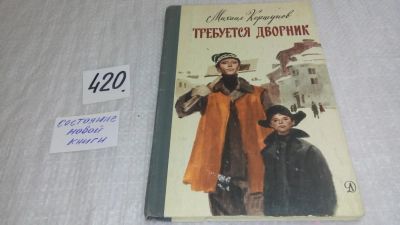 Михаил Коршунов
ТРЕБУЕТСЯ ДВОРНИК
420
состояние
новой
книги
Д